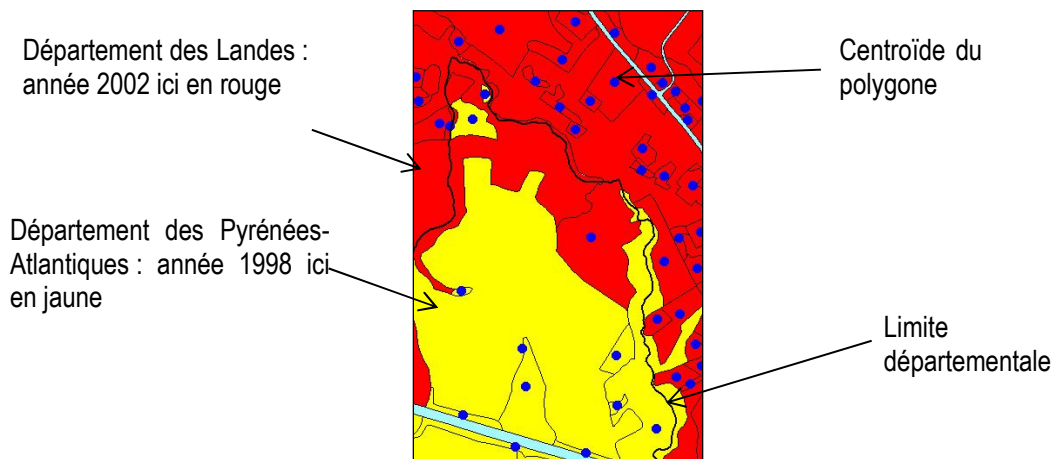 Département des Landes :
année 2002 ici en rouge
Centroïde du
polygone
Département des Pyrénées-
Atlantiques : année 1998 ici
en jaune
Limite
départementale